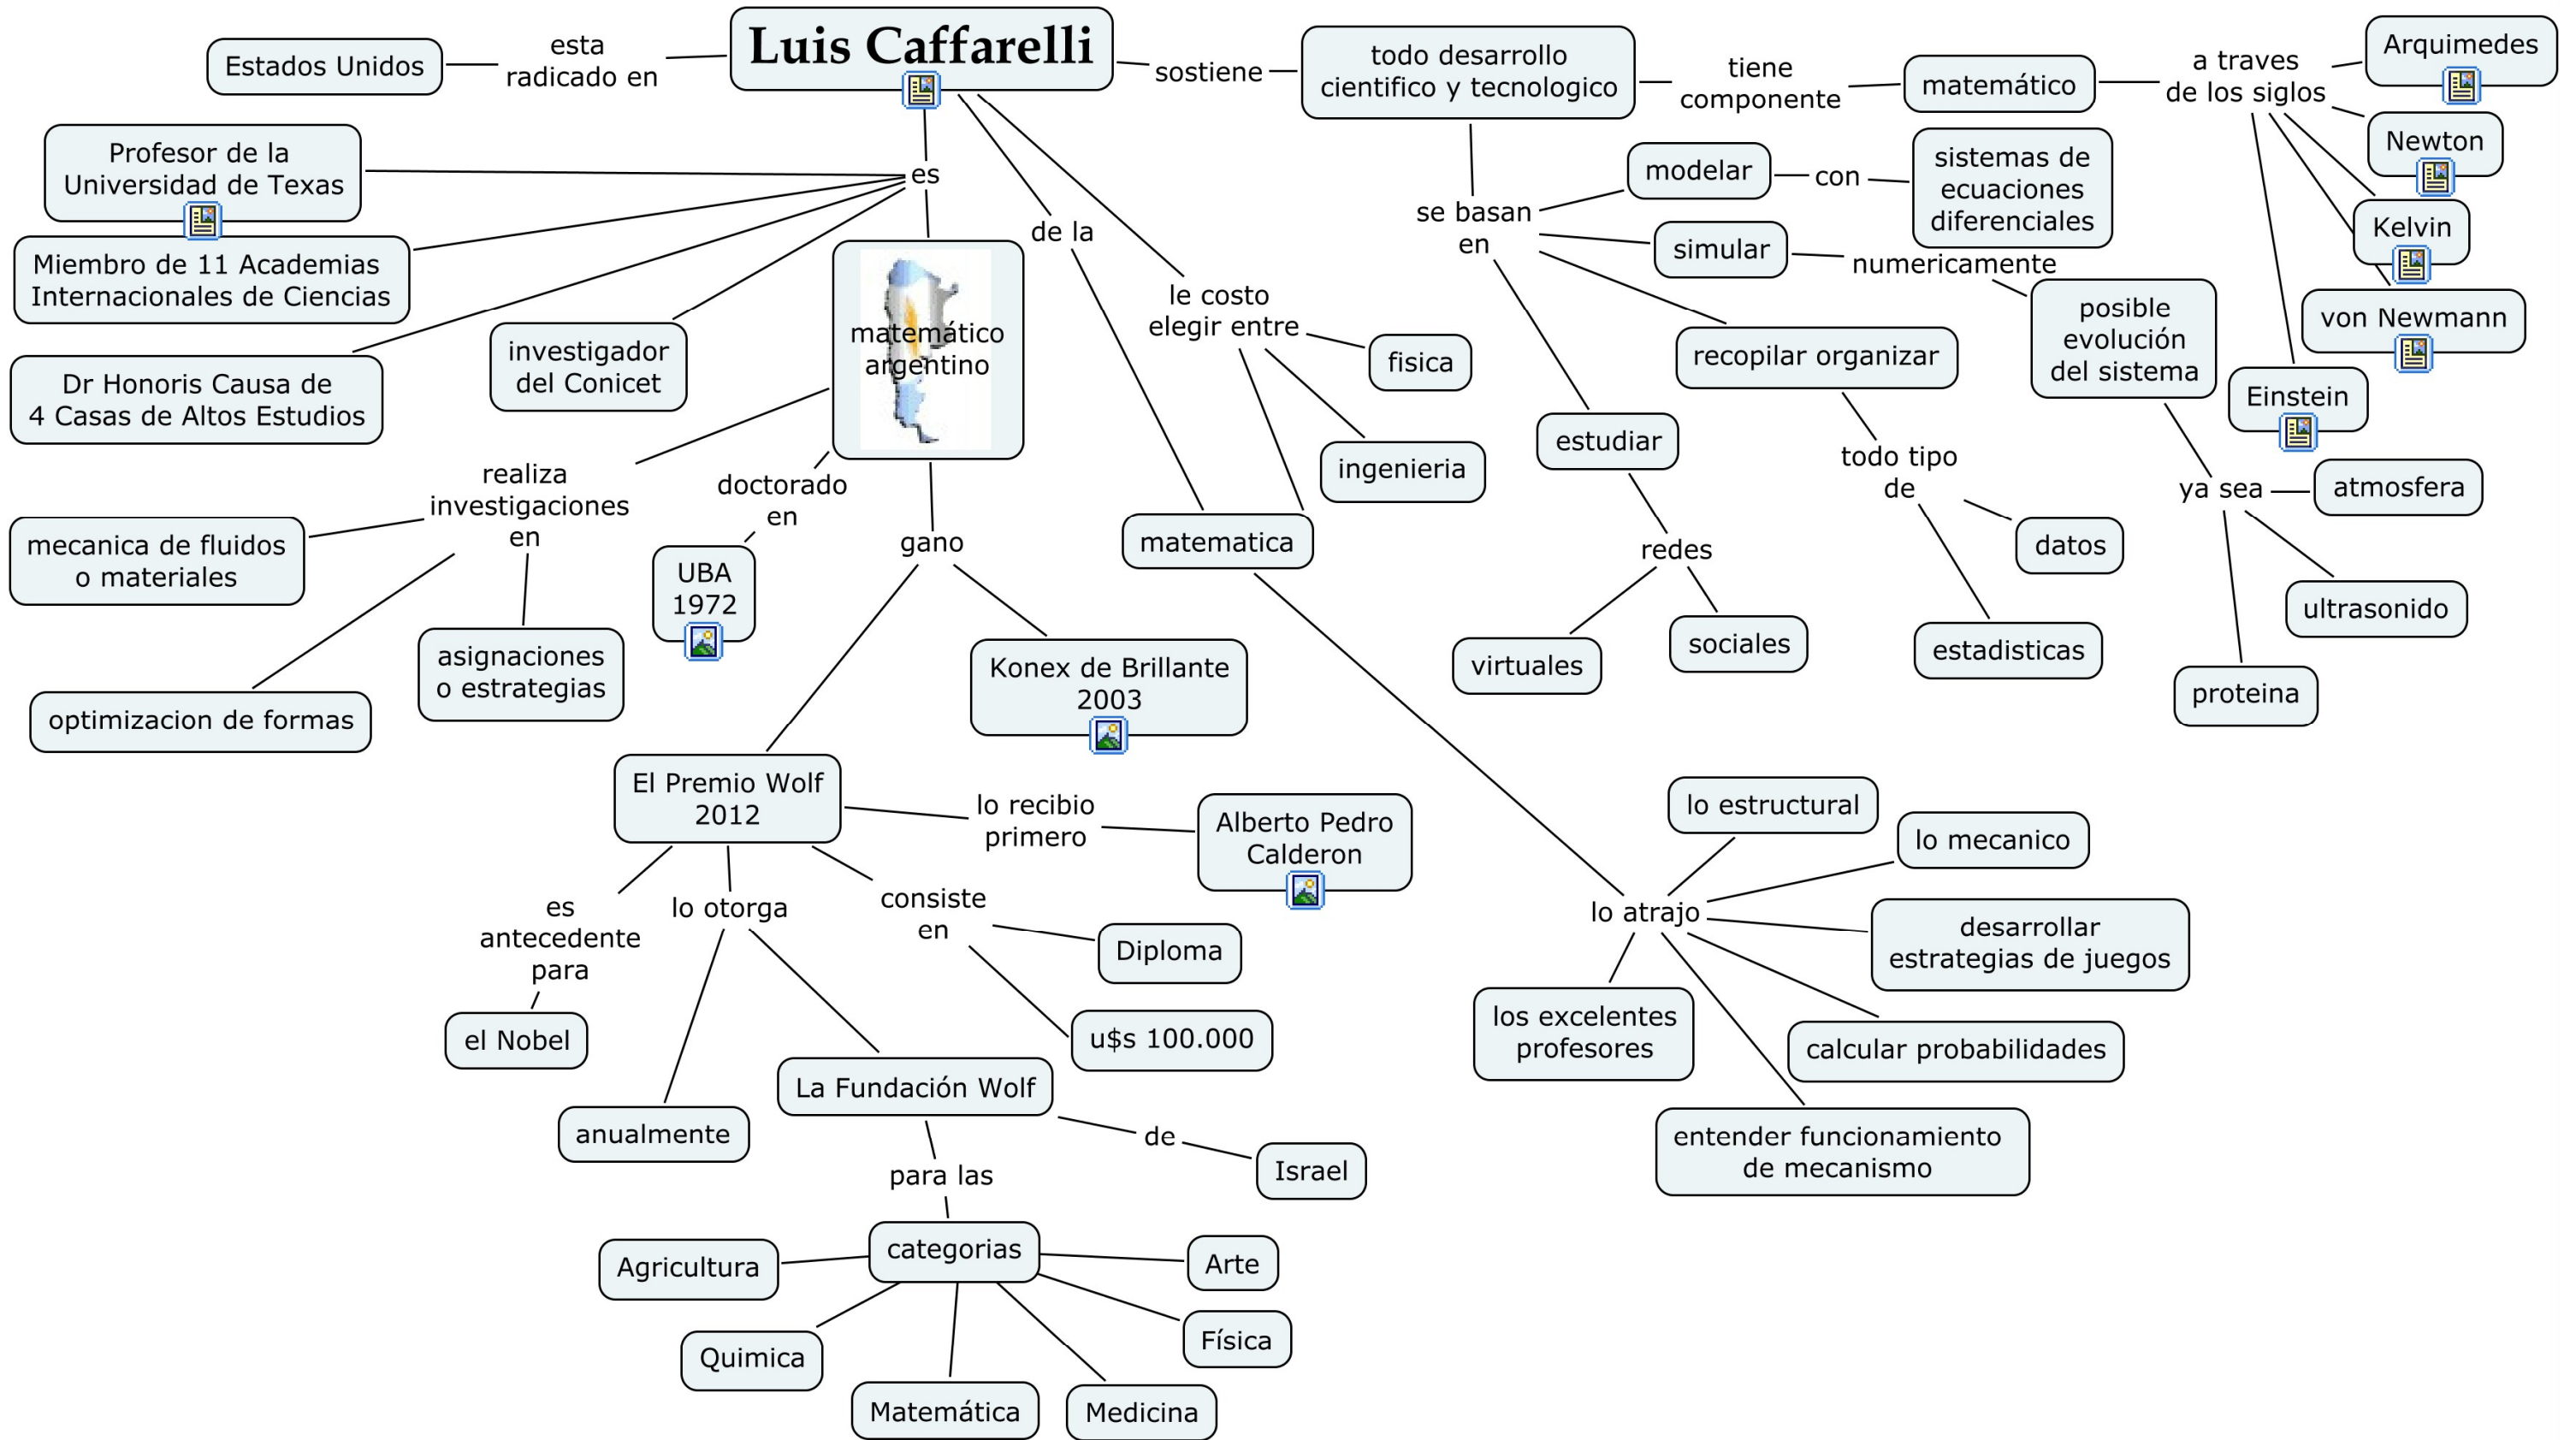 Luis Caffarelli
esta
radicado en
Estados Unidos
es
Profesor de la
Universidad de Texas
Miembro de 11 Academias
Internacionales de Ciencias
Dr Honoris Causa de
4 Casas de Altos Estudios
investigador
del Conicet
matemático
argentino
realiza
investigaciones
en
mecanica de fluidos
o materiales
optimizacion de formas
asignaciones
o estrategias
doctorado
en
UBA
1972
gano
Konex de Brillante
2003
El Premio Wolf
2012
lo recibio
primero
Alberto Pedro
Calderon
es
antecedente
para
el Nobel
lo otorga
anualmente
La Fundación Wolf
de
Israel
para las
categorias
Agricultura
Quimica
Matemática
Medicina
Física
Arte
consiste
en
Diploma
u$s 100.000
de la
le costo
elegir entre
fisica
ingenieria
matematica
lo atrajo
lo estructural
lo mecanico
desarrollar
estrategias de juegos
calcular probabilidades
entender funcionamiento
de mecanismo
los excelentes
profesores
sostiene
todo desarrollo
cientifico y tecnologico
tiene
componente
matemático
a traves
de los siglos
Arquimedes
Newton
Kelvin
von Newmann
Einstein
se basan
en
modelar
con
sistemas de
ecuaciones
diferenciales
simular
numericamente
posible
evolución
del sistema
ya sea
atmosfera
ultrasonido
proteina
recopilar organizar
todo tipo
de
datos
estadisticas
estudiar
redes
virtuales
sociales